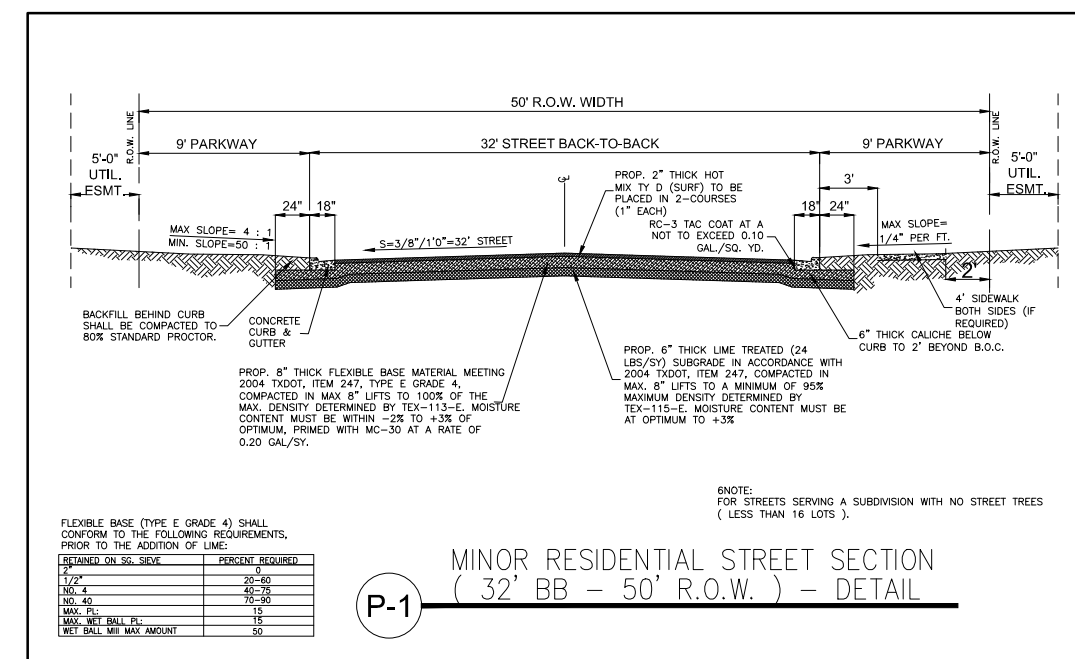 50' R.O.W. WIDTH
R.O.W. LINE
R.O.W. LINE
9' PARKWAY
32' STREET BACK-TO-BACK
9' PARKWAY
5'-0"
UTIL.
ESMT.
5'-0"
UTIL.
ESMT.
24"
18"
℄
PROP. 2" THICK HOT
MIX TY D (SURF) TO BE
PLACED IN 2-COURSES
(1" EACH)
RC-3 TAC COAT AT A
NOT TO EXCEED 0.10
GAL./SQ. YD.
3'
18"
24"
MAX SLOPE= 4 : 1
MIN. SLOPE=50 : 1
S=3/8"/1'0"=32' STREET
MAX SLOPE=
1/4" PER FT.
2'
BACKFILL BEHIND CURB
SHALL BE COMPACTED TO
80% STANDARD PROCTOR.
CONCRETE
CURB &
GUTTER
4' SIDEWALK
BOTH SIDES (IF
REQUIRED)
6" THICK CALICHE BELOW
CURB TO 2' BEYOND B.O.C.
PROP. 8" THICK FLEXIBLE BASE MATERIAL MEETING
2004 TXDOT, ITEM 247, TYPE E GRADE 4,
COMPACTED IN MAX 8" LIFTS TO 100% OF THE
MAX. DENSITY DETERMINED BY TEX-113-E. MOISTURE
CONTENT MUST BE WITHIN -2% TO +3% OF
OPTIMUM, PRIMED WITH MC-30 AT A RATE OF
0.20 GAL/SY.
PROP. 6" THICK LIME TREATED (24
LBS/SY) SUBGRADE IN ACCORDANCE WITH
2004 TXDOT, ITEM 247, COMPACTED IN
MAX. 8" LIFTS TO A MINIMUM OF 95%
MAXIMUM DENSITY DETERMINED BY
TEX-115-E. MOISTURE CONTENT MUST BE
AT OPTIMUM TO +3%
6NOTE:
FOR STREETS SERVING A SUBDIVISION WITH NO STREET TREES
( LESS THAN 16 LOTS ).
FLEXIBLE BASE (TYPE E GRADE 4) SHALL
CONFORM TO THE FOLLOWING REQUIREMENTS,
PRIOR TO THE ADDITION OF LIME:
RETAINED ON SG. SIEVE PERCENT REQUIRED
2" 0
1/2" 20-60
NO. 4 40-75
NO. 40 70-90
MAX. PL: 15
MAX. WET BALL PL: 15
WET BALL MIll MAX AMOUNT 50
P-1
MINOR RESIDENTIAL STREET SECTION
( 32' BB - 50' R.O.W. ) - DETAIL